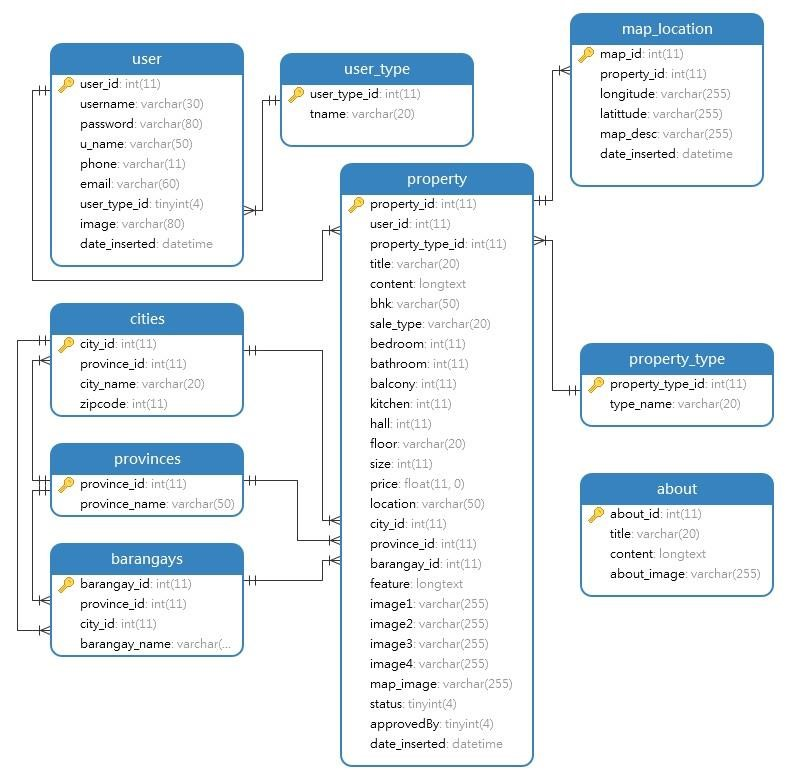 user
user_id: int(11)
username: varchar(30)
password: varchar(80)
u_name: varchar(50)
phone: varchar(11)
email: varchar(60)
user_type_id: tinyint(4)
image: varchar(80)
date_inserted: datetime
user_type
user_type_id: int(11)
tname: varchar(20)
map_location
map_id: int(11)
property_id: int(11)
longitude: varchar(255)
latittude: varchar(255)
map_desc: varchar(255)
date_inserted: datetime
property
property_id: int(11)
user_id: int(11)
property_type_id: int(11)
title: varchar(20)
content: longtext
bhk: varchar(50)
sale_type: varchar(20)
bedroom: int(11)
bathroom: int(11)
balcony: int(11)
kitchen: int(11)
hall: int(11)
floor: varchar(20)
size: int(11)
price: float(11, 0)
location: varchar(50)
city_id: int(11)
province_id: int(11)
barangay_id: int(11)
feature: longtext
image1: varchar(255)
image2: varchar(255)
image3: varchar(255)
image4: varchar(255)
map_image: varchar(255)
status: tinyint(4)
approvedBy: tinyint(4)
date_inserted: datetime
cities
city_id: int(11)
province_id: int(11)
city_name: varchar(20)
zipcode: int(11)
provinces
province_id: int(11)
province_name: varchar(50)
barangays
barangay_id: int(11)
province_id: int(11)
city_id: int(11)
barangay_name: varchar(...
property_type
property_type_id: int(11)
type_name: varchar(20)
about
about_id: int(11)
title: varchar(20)
content: longtext
about_image: varchar(255)